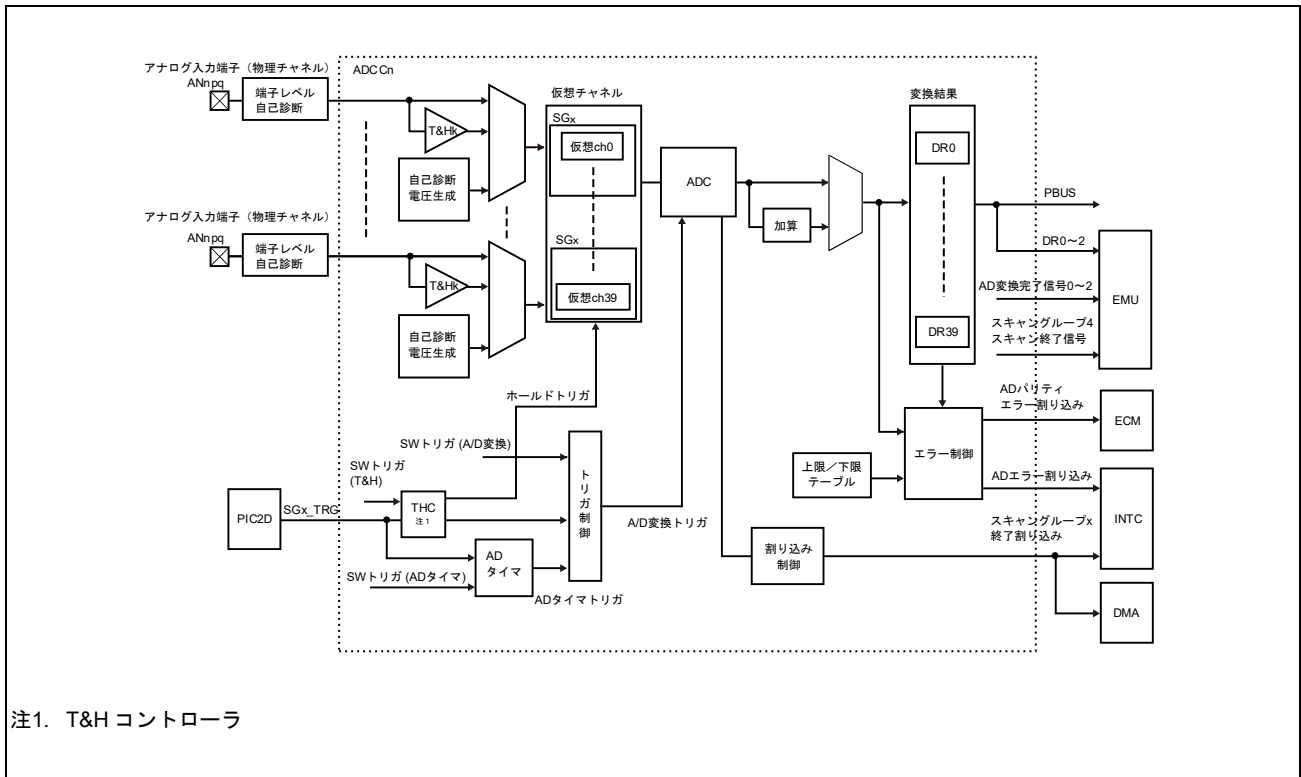 アナログ入力端子（物理チャネル）
ANnpq
端子レベル
自己診断
ADCCn
T&Hk
自己診断
電圧生成
アナログ入力端子（物理チャネル）
ANnpq
端子レベル
自己診断
T&Hk
自己診断
電圧生成
仮想チャネル
SGx
仮想ch0
SGx
仮想ch39
ADC
加算
変換結果
DR0
DR39
PBUS
DR0～2
AD変換完了信号0～2
スキャングループ4
スキャン終了信号
EMU
ADパリティ
エラー割り込み
ECM
エラー制御
上限／下限
テーブル
ADエラー割り込み
スキャングループx
終了割り込み
INTC
DMA
割り込み
制御
ホールドトリガ
SWトリガ (A/D変換)
SWトリガ
(T&H)
PIC2D
SGx_TRG
THC
注1
トリガ制御
A/D変換トリガ
AD
タイマ
SWトリガ (ADタイマ)
ADタイマトリガ
注1. T&H コントローラ